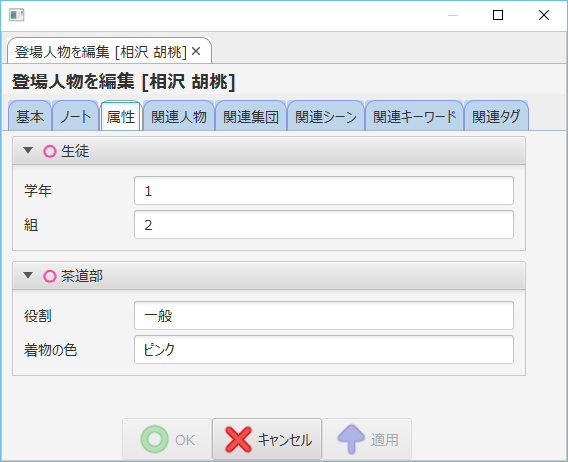 登場人物を編集 [相沢 胡桃]
登場人物を編集 [相沢 胡桃]
基本 ノート 属性 関連人物 関連集団 関連シーン 関連キーワード 関連タグ
生徒
学年 1
組 2
茶道部
役割 一般
着物の色 ピンク
OK キャンセル 適用